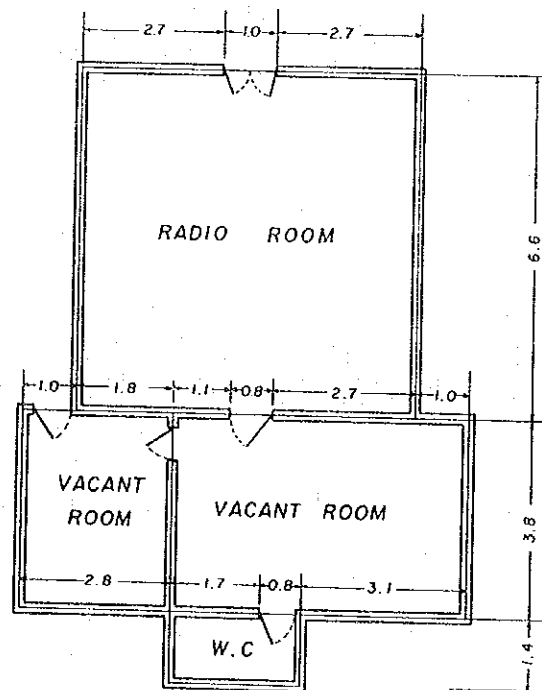 2.7 1.0 2.7
RADIO ROOM
6.6
1.0 1.8 1.1 0.8 2.7 1.0
VACANT
ROOM
VACANT ROOM
3.8
2.8 1.7 0.8 3.1
W.C
1.4